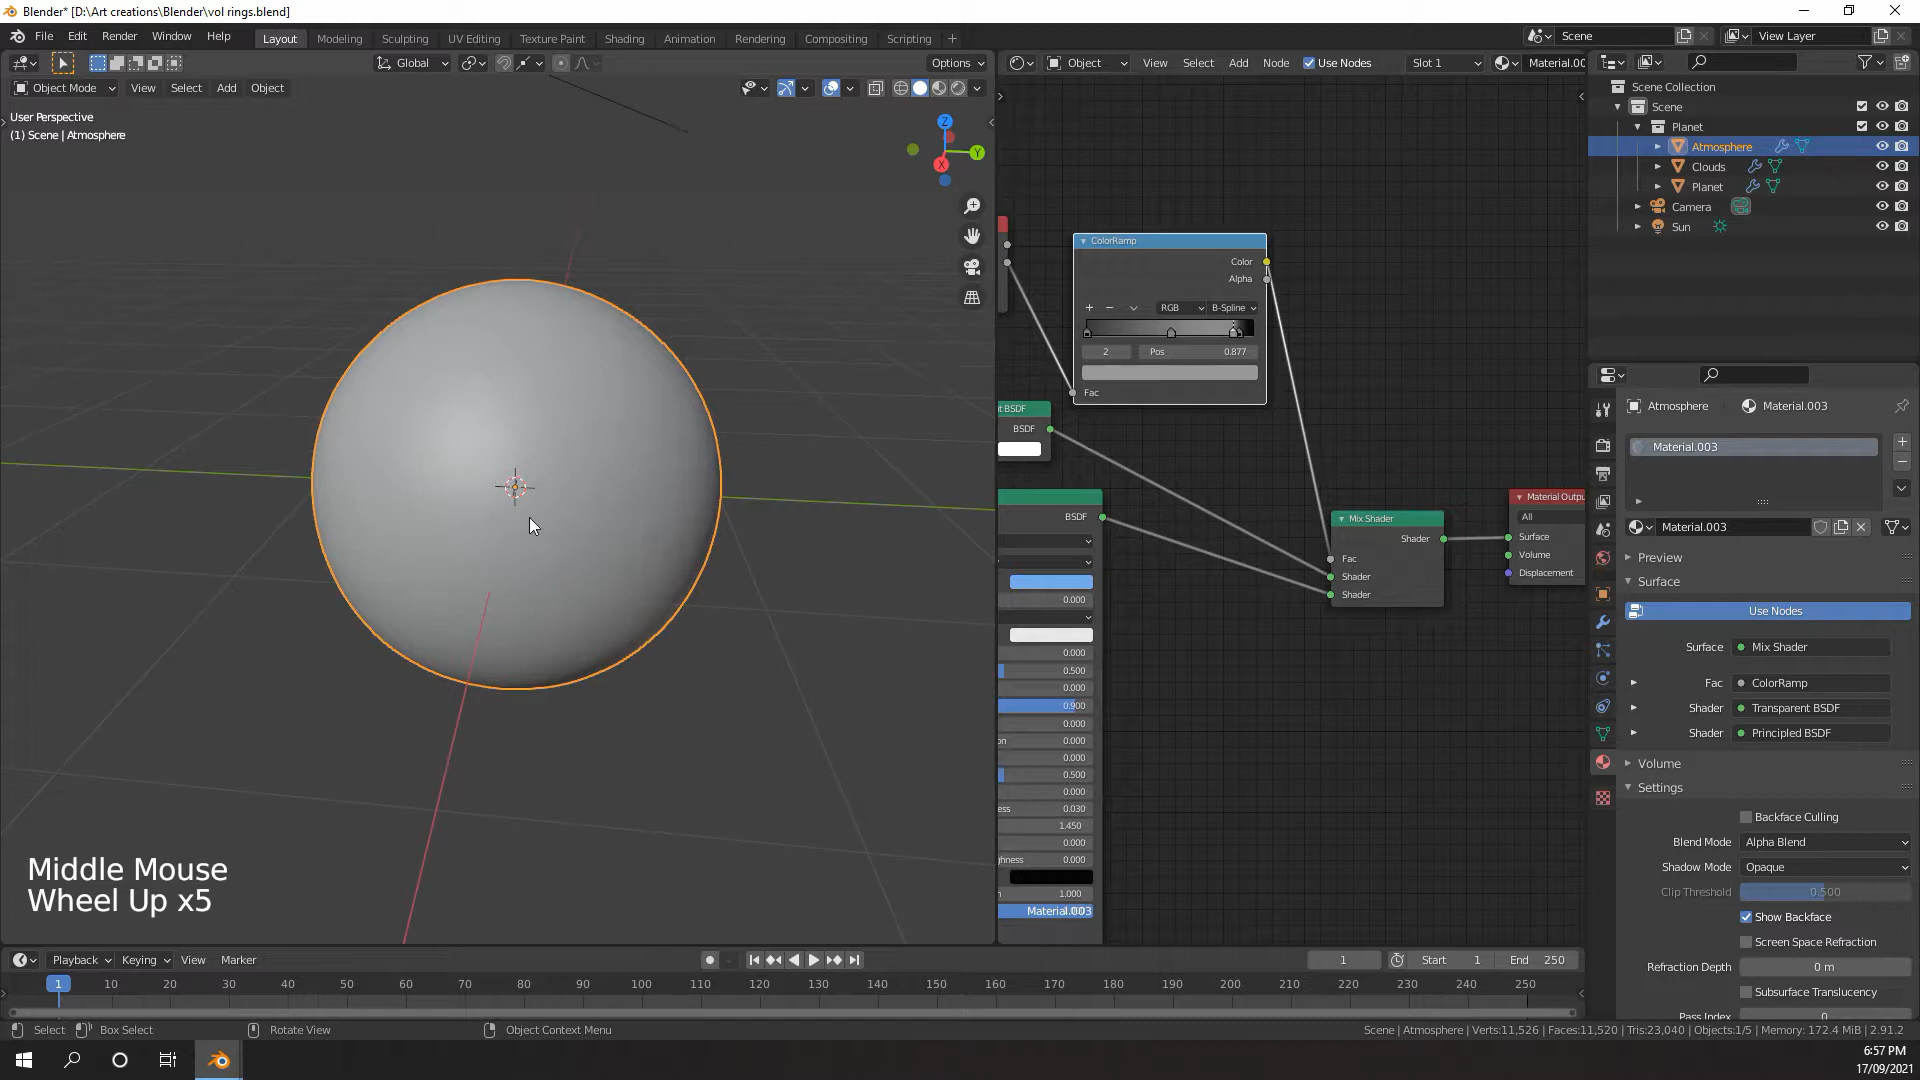 Blender* [D:\Art creations\Blender\vol rings.blend]
File Edit Render Window Help
Layout Modeling Sculpting UV Editing Texture Paint Shading Animation Rendering Compositing Scripting
Scene
View Layer
Global
Options
Object
View Select Add Node
Use Nodes
Slot 1
Material.00
Object Mode
View Select Add Object
User Perspective
(1) Scene | Atmosphere
Z
Y
X
ColorRamp
Color
Alpha
RGB
B-Spline
2
Pos
0.877
Fac
BSDF
BSDF
BSDF
0.000
0.000
0.500
0.000
0.900
0.000
on 0.000
0.000
0.500
0.000
0.030
1.450
0.000
0.000
1.000
Material.003
Mix Shader
Shader
Fac
Shader
Shader
Material Outpu
All
Surface
Volume
Displacement
Scene Collection
Scene
Planet
Atmosphere
Clouds
Planet
Camera
Sun
Atmosphere
Material.003
Material.003
Material.003
Preview
Surface
Use Nodes
Surface Mix Shader
Fac ColorRamp
Shader Transparent BSDF
Shader Principled BSDF
Volume
Settings
Backface Culling
Blend Mode Alpha Blend
Shadow Mode Opaque
Clip Threshold 0.500
Show Backface
Screen Space Refraction
Refraction Depth 0 m
Subsurface Translucency
Pass Index 0
Middle Mouse
Wheel Up x5
Playback Keying View Marker
1
Start 1
End 250
1 10 20 30 40 50 60 70 80 90 100 110 120 130 140 150 160 170 180 190 200 210 220 230 240 250
Select Box Select Rotate View Object Context Menu
Scene | Atmosphere | Verts:11,526 | Faces:11,520 | Tris:23,040 | Objects:1/5 | Memory: 172.4 MiB | 2.91.2
6:57 PM
17/09/2021